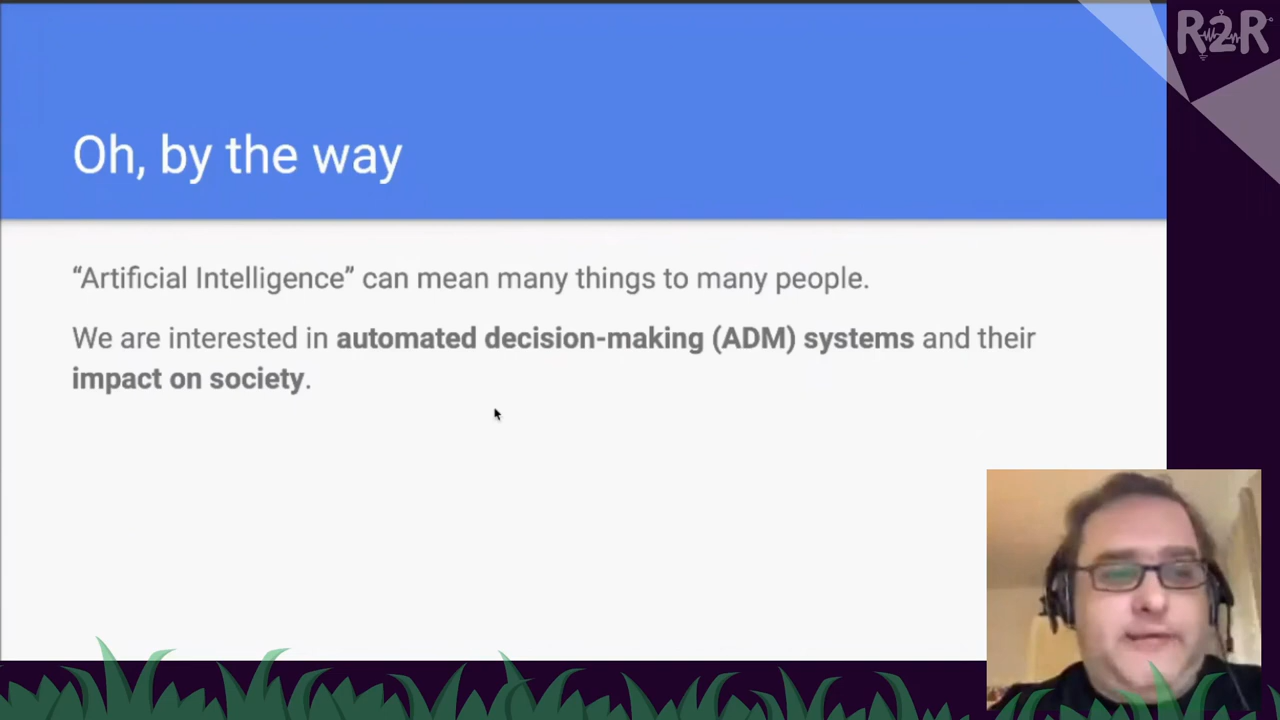 R2R
Oh, by the way
“Artificial Intelligence” can mean many things to many people.
We are interested in automated decision-making (ADM) systems and their
impact on society.